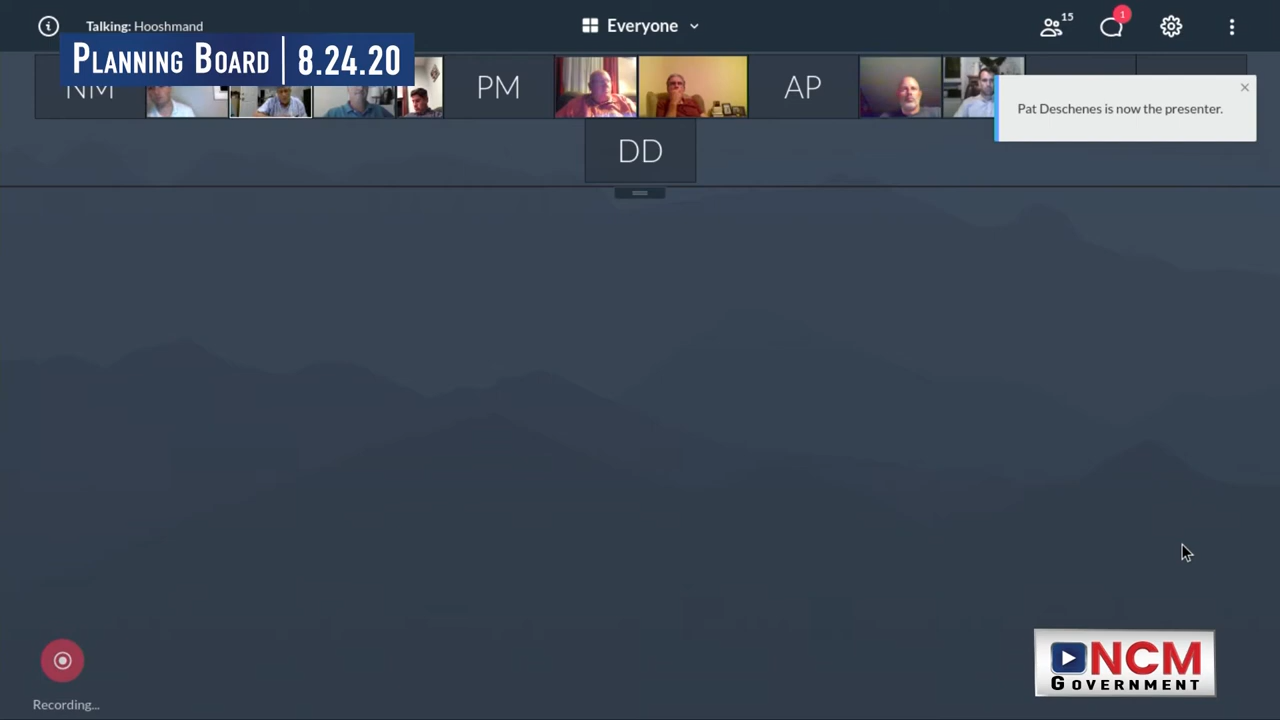 Talking: Hooshmand
Everyone
15
1
PLANNING BOARD | 8.24.20
NM
PM
AP
Pat Deschenes is now the presenter.
DD
Recording...
NCM
GOVERNMENT